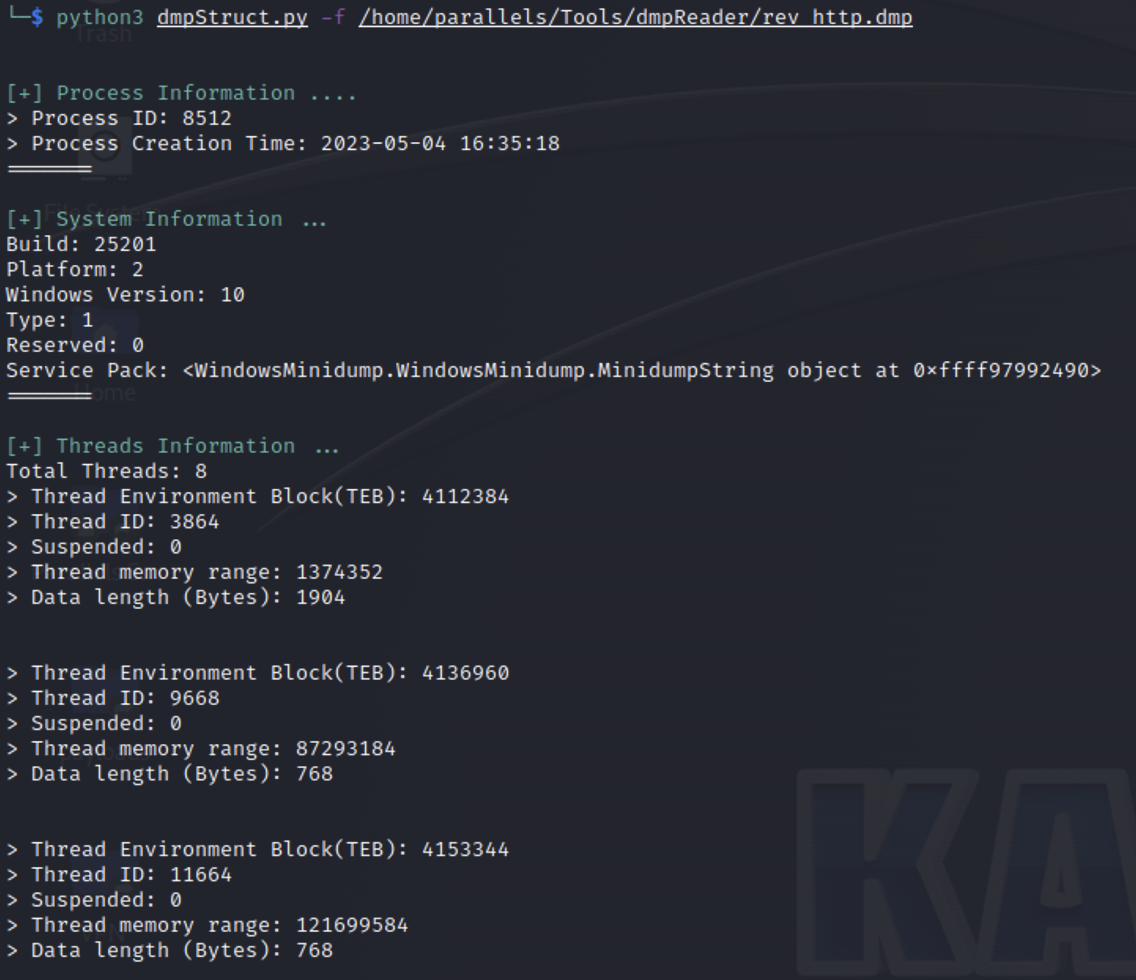 └─$ python3 dmpStruct.py -f /home/parallels/Tools/dmpReader/rev_http.dmp
Trash
[+] Process Information ....
> Process ID: 8512
> Process Creation Time: 2023-05-04 16:35:18
═══════
[+] System Information ...
Build: 25201
Platform: 2
Windows Version: 10
Type: 1
Reserved: 0
Service Pack: <WindowsMinidump.WindowsMinidump.MinidumpString object at 0×ffff97992490>
═══════
Home
[+] Threads Information ...
Total Threads: 8
> Thread Environment Block(TEB): 4112384
> Thread ID: 3864
> Suspended: 0
> Thread memory range: 1374352
> Data length (Bytes): 1904
> Thread Environment Block(TEB): 4136960
> Thread ID: 9668
> Suspended: 0
> Thread memory range: 87293184
> Data length (Bytes): 768
> Thread Environment Block(TEB): 4153344
> Thread ID: 11664
> Suspended: 0
> Thread memory range: 121699584
> Data length (Bytes): 768
KA